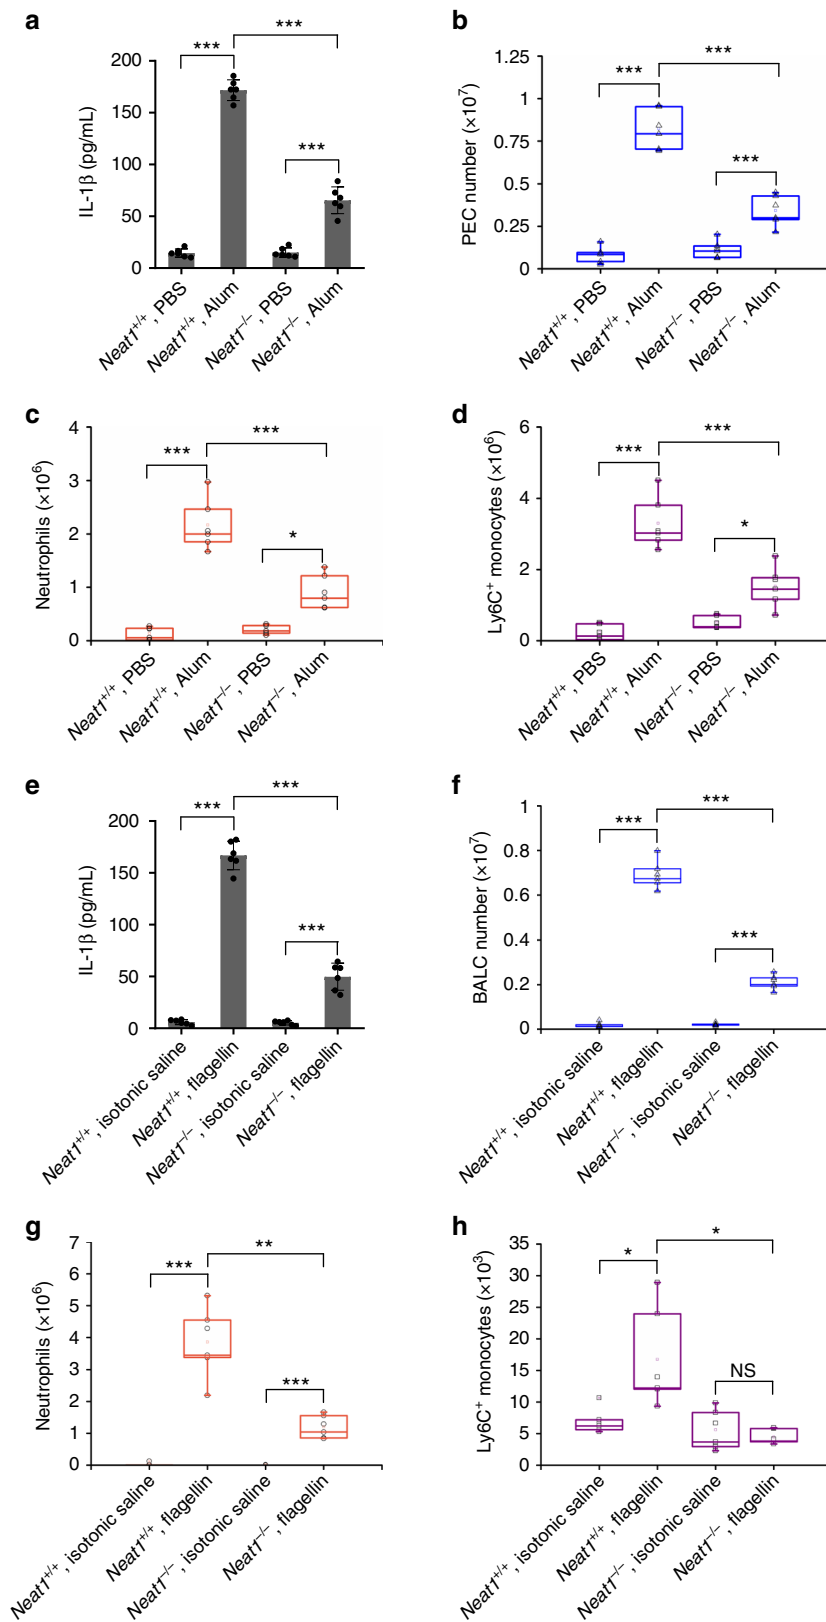 a
***
***
***
IL-1β (pg/mL)
200
150
100
50
0
Neat1+/+, PBS
Neat1+/+, Alum
Neat1−/−, PBS
Neat1−/−, Alum
b
***
***
***
PEC number (×10⁷)
1.25
1
0.75
0.5
0.25
0
Neat1+/+, PBS
Neat1+/+, Alum
Neat1−/−, PBS
Neat1−/−, Alum
c
***
***
*
Neutrophils (×10⁶)
4
3
2
1
0
Neat1+/+, PBS
Neat1+/+, Alum
Neat1−/−, PBS
Neat1−/−, Alum
d
***
***
*
Ly6C⁺ monocytes (×10⁶)
6
4
2
0
Neat1+/+, PBS
Neat1+/+, Alum
Neat1−/−, PBS
Neat1−/−, Alum
e
***
***
***
IL-1β (pg/mL)
200
150
100
50
0
Neat1+/+, isotonic saline
Neat1+/+, flagellin
Neat1−/−, isotonic saline
Neat1−/−, flagellin
f
***
***
***
BALC number (×10⁷)
1
0.8
0.6
0.4
0.2
0
Neat1+/+, isotonic saline
Neat1+/+, flagellin
Neat1−/−, isotonic saline
Neat1−/−, flagellin
g
**
***
***
Neutrophils (×10⁶)
7
6
5
4
3
2
1
0
Neat1+/+, isotonic saline
Neat1+/+, flagellin
Neat1−/−, isotonic saline
Neat1−/−, flagellin
h
*
*
NS
Ly6C⁺ monocytes (×10³)
35
30
25
20
15
10
5
0
Neat1+/+, isotonic saline
Neat1+/+, flagellin
Neat1−/−, isotonic saline
Neat1−/−, flagellin